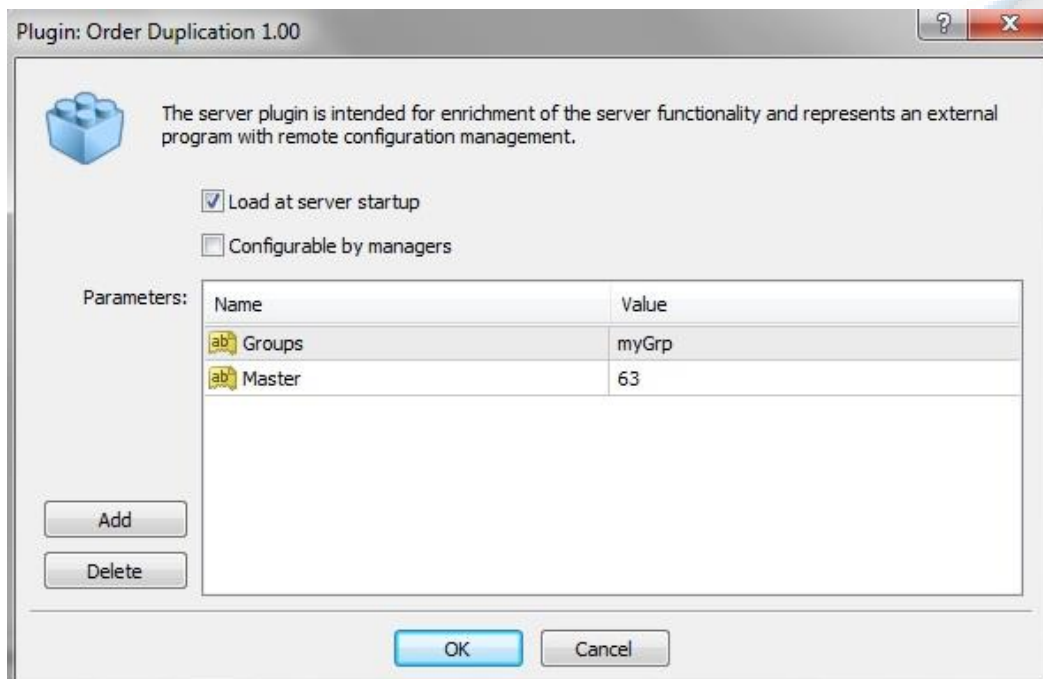 Plugin: Order Duplication 1.00
?
X
The server plugin is intended for enrichment of the server functionality and represents an external
program with remote configuration management.
Load at server startup
Configurable by managers
Parameters:
Name Value
ab Groups myGrp
ab Master 63
Add
Delete
OK Cancel